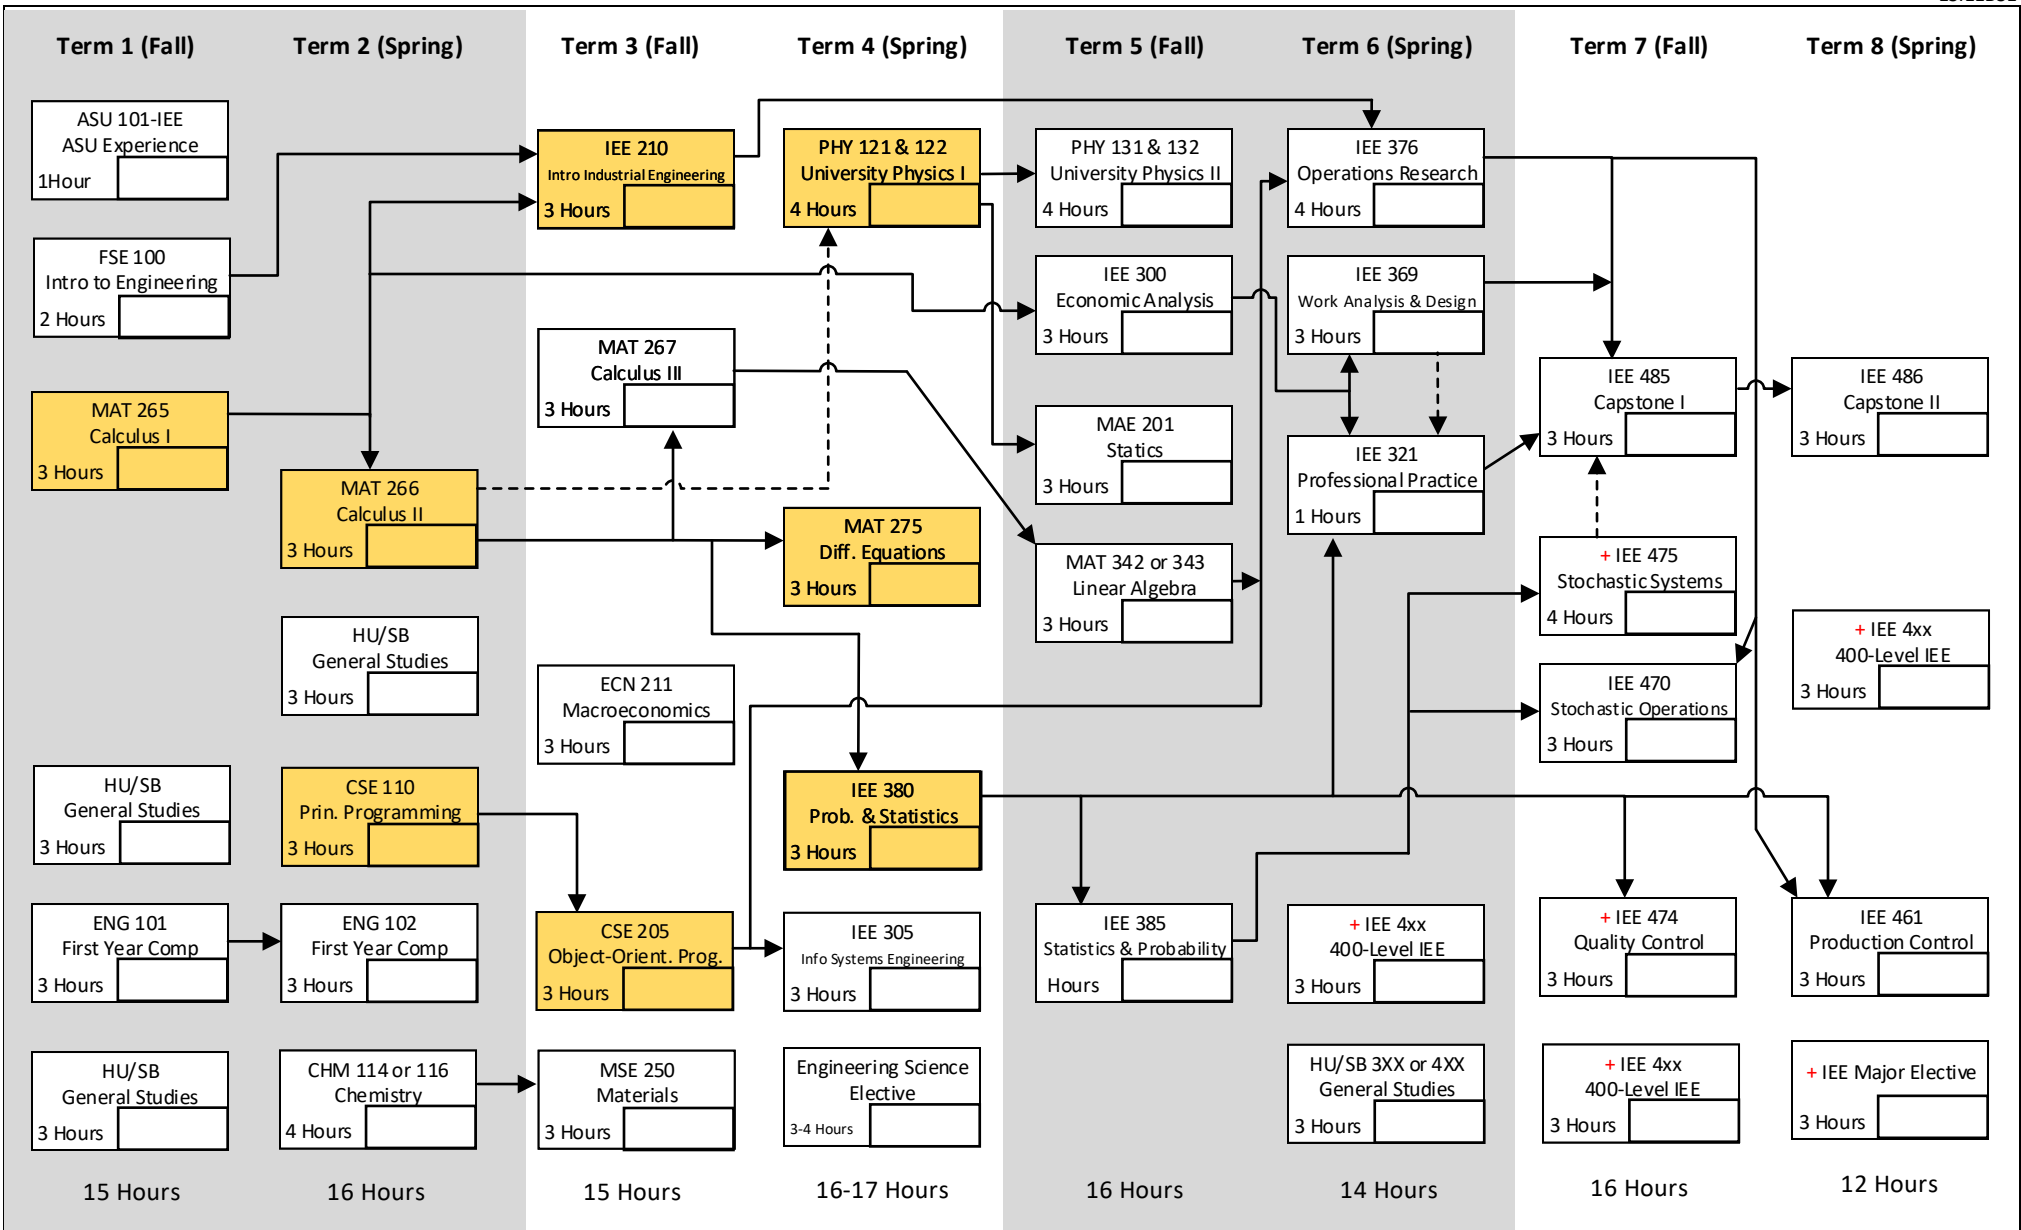 Term 1 (Fall)
Term 2 (Spring)
Term 3 (Fall)
Term 4 (Spring)
Term 5 (Fall)
Term 6 (Spring)
Term 7 (Fall)
Term 8 (Spring)
ASU 101-IEE
ASU Experience
1Hour
FSE 100
Intro to Engineering
2 Hours
MAT 265
Calculus I
3 Hours
HU/SB
General Studies
3 Hours
ENG 101
First Year Comp
3 Hours
HU/SB
General Studies
3 Hours
15 Hours
MAT 266
Calculus II
3 Hours
HU/SB
General Studies
3 Hours
CSE 110
Prin. Programming
3 Hours
ENG 102
First Year Comp
3 Hours
CHM 114 or 116
Chemistry
4 Hours
16 Hours
IEE 210
Intro Industrial Engineering
3 Hours
MAT 267
Calculus III
3 Hours
ECN 211
Macroeconomics
3 Hours
CSE 205
Object-Orient. Prog.
3 Hours
MSE 250
Materials
3 Hours
15 Hours
PHY 121 & 122
University Physics I
4 Hours
MAT 275
Diff. Equations
3 Hours
IEE 380
Prob. & Statistics
3 Hours
IEE 305
Info Systems Engineering
3 Hours
Engineering Science
Elective
3-4 Hours
16-17 Hours
PHY 131 & 132
University Physics II
4 Hours
IEE 300
Economic Analysis
3 Hours
MAE 201
Statics
3 Hours
MAT 342 or 343
Linear Algebra
3 Hours
IEE 385
Statistics & Probability
Hours
16 Hours
IEE 376
Operations Research
4 Hours
IEE 369
Work Analysis & Design
3 Hours
IEE 321
Professional Practice
1 Hours
+ IEE 4xx
400-Level IEE
3 Hours
HU/SB 3XX or 4XX
General Studies
3 Hours
14 Hours
IEE 485
Capstone I
3 Hours
+ IEE 475
Stochastic Systems
4 Hours
IEE 470
Stochastic Operations
3 Hours
+ IEE 474
Quality Control
3 Hours
+ IEE 4xx
400-Level IEE
3 Hours
16 Hours
IEE 486
Capstone II
3 Hours
+ IEE 4xx
400-Level IEE
3 Hours
IEE 461
Production Control
3 Hours
+ IEE Major Elective
3 Hours
12 Hours